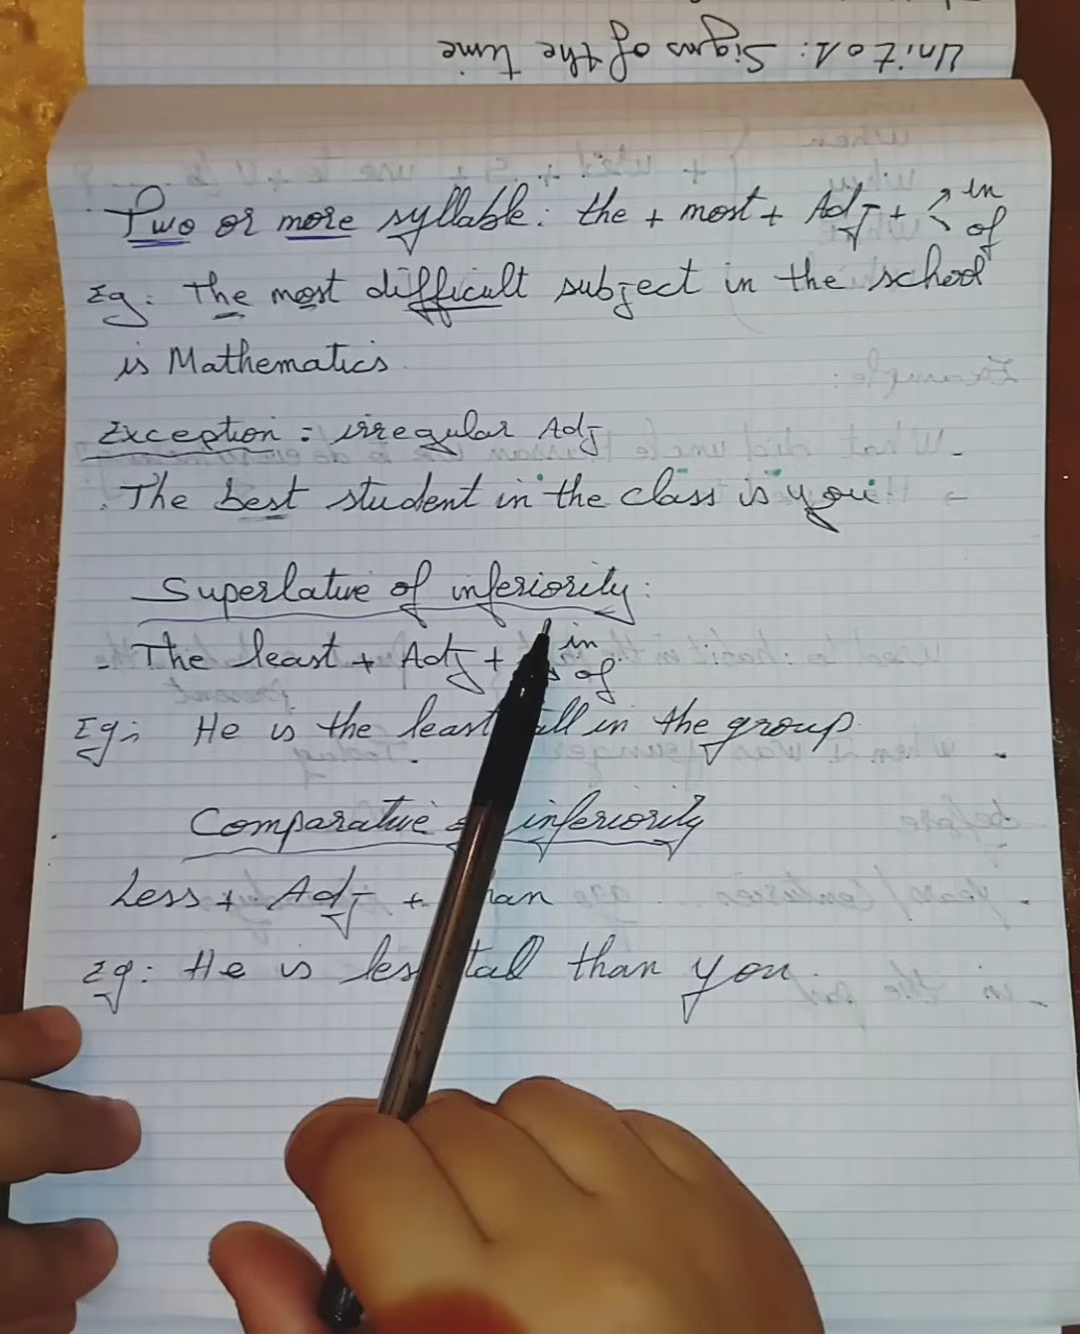 Unit 01: Signs of the time
Two or more syllable: the + most + Adj + in
of
Eg: The most difficult subject in the school
is Mathematics.
Exception: irregular Adj
The best student in the class is you
Superlative of inferiority:
- The least + Adj + in
of
Eg: He is the least tall in the group.
Comparative inferiority
Less + Adj + than
Eg: He is less tall than you.